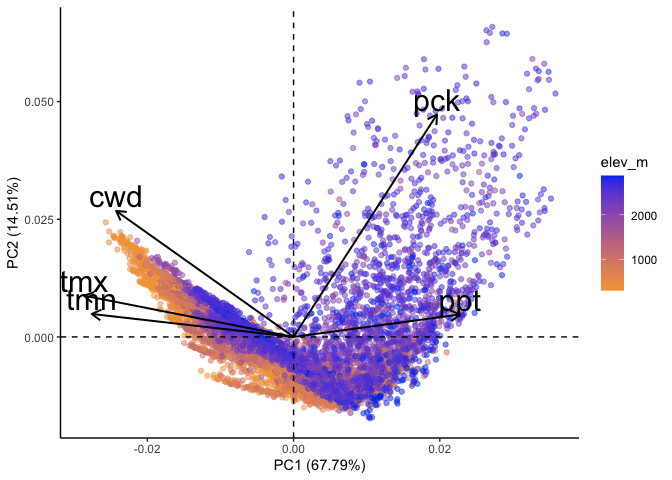 pck
cwd
tmx
tmn
ppt
0.050
0.025
0.000
-0.02
0.00
0.02
PC1 (67.79%)
PC2 (14.51%)
elev_m
2000
1000